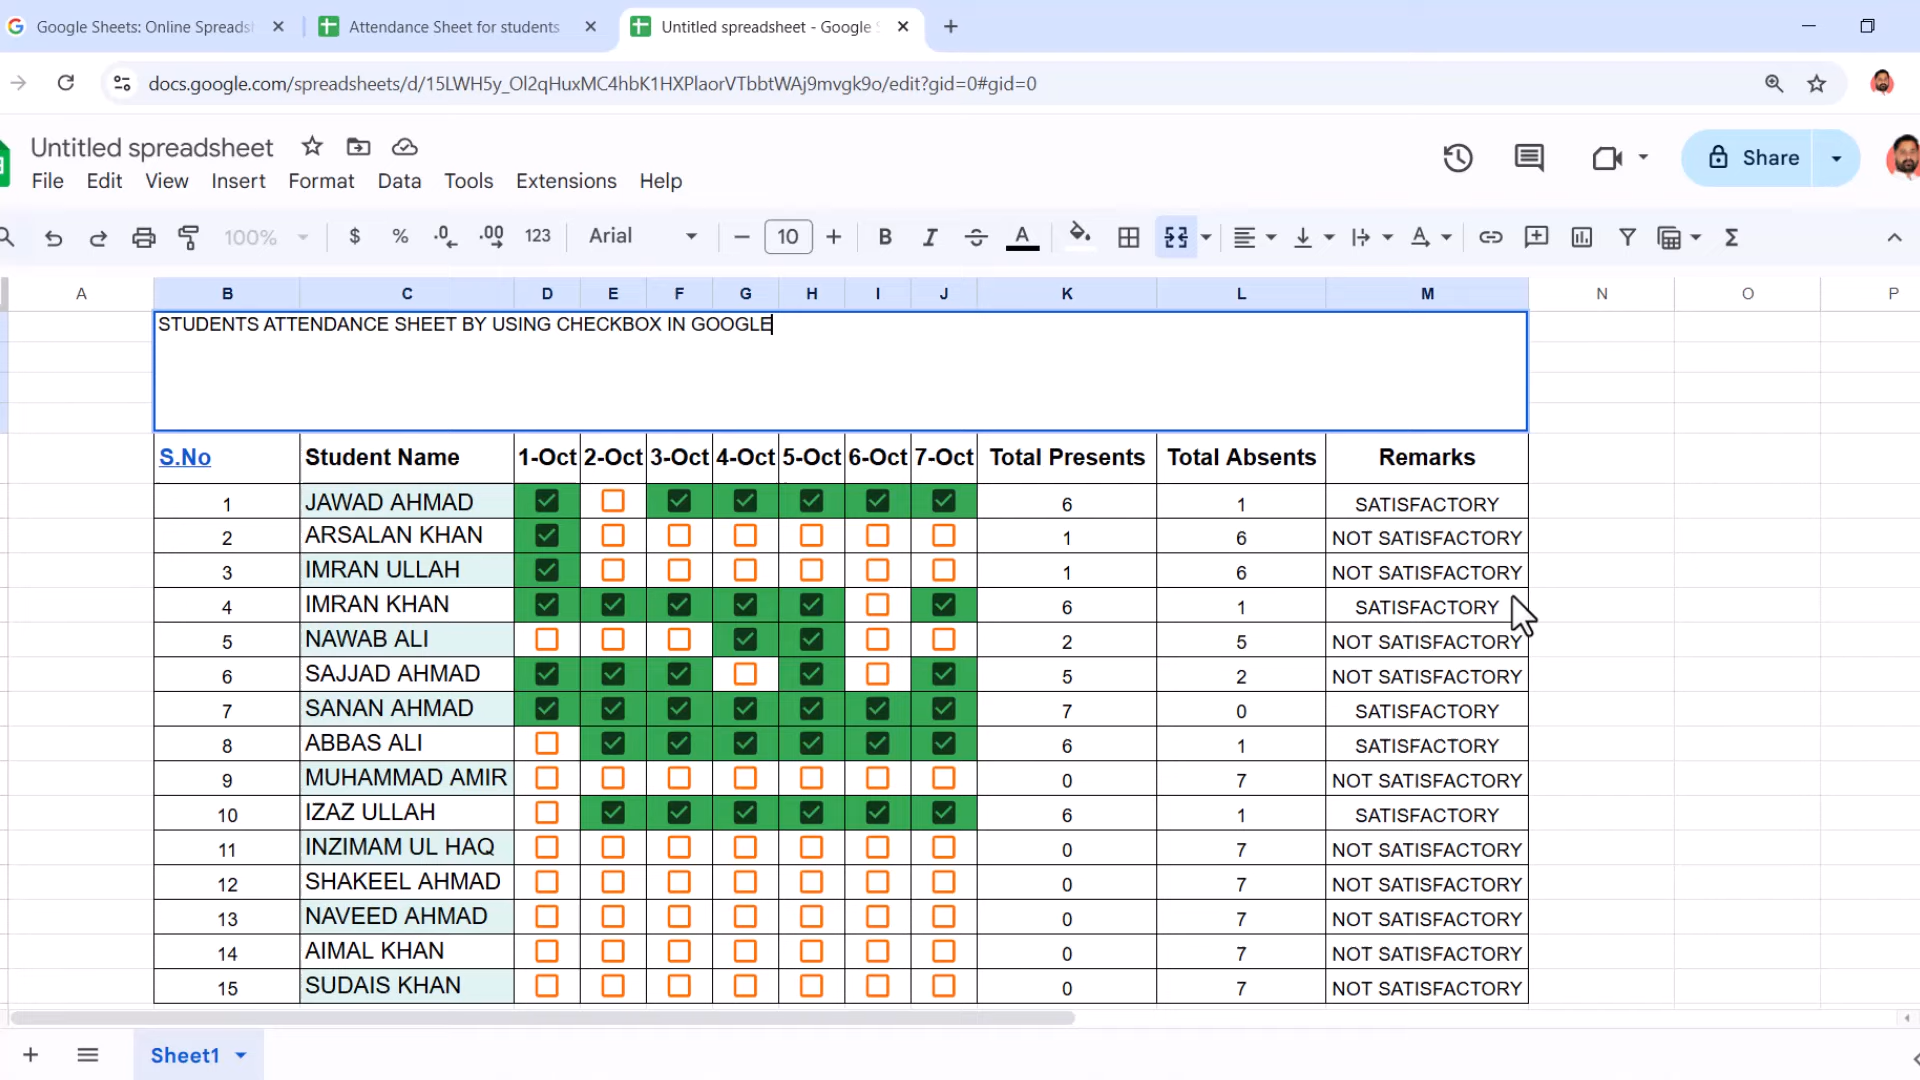 Google Sheets: Online Spreads
Attendance Sheet for students
Untitled spreadsheet - Google S
docs.google.com/spreadsheets/d/15LWH5y_Ol2qHuxMC4hbK1HXPlaorVTbbtWAj9mvgk9o/edit?gid=0#gid=0
Untitled spreadsheet
File Edit View Insert Format Data Tools Extensions Help
Share
100% $ % .0 .00 123 Arial 10 B I A
A B C D E F G H I J K L M N O P
STUDENTS ATTENDANCE SHEET BY USING CHECKBOX IN GOOGLE
S.No Student Name 1-Oct 2-Oct 3-Oct 4-Oct 5-Oct 6-Oct 7-Oct Total Presents Total Absents Remarks
1 JAWAD AHMAD 6 1 SATISFACTORY
2 ARSALAN KHAN 1 6 NOT SATISFACTORY
3 IMRAN ULLAH 1 6 NOT SATISFACTORY
4 IMRAN KHAN 6 1 SATISFACTORY
5 NAWAB ALI 2 5 NOT SATISFACTORY
6 SAJJAD AHMAD 5 2 NOT SATISFACTORY
7 SANAN AHMAD 7 0 SATISFACTORY
8 ABBAS ALI 6 1 SATISFACTORY
9 MUHAMMAD AMIR 0 7 NOT SATISFACTORY
10 IZAZ ULLAH 6 1 SATISFACTORY
11 INZIMAM UL HAQ 0 7 NOT SATISFACTORY
12 SHAKEEL AHMAD 0 7 NOT SATISFACTORY
13 NAVEED AHMAD 0 7 NOT SATISFACTORY
14 AIMAL KHAN 0 7 NOT SATISFACTORY
15 SUDAIS KHAN 0 7 NOT SATISFACTORY
Sheet1